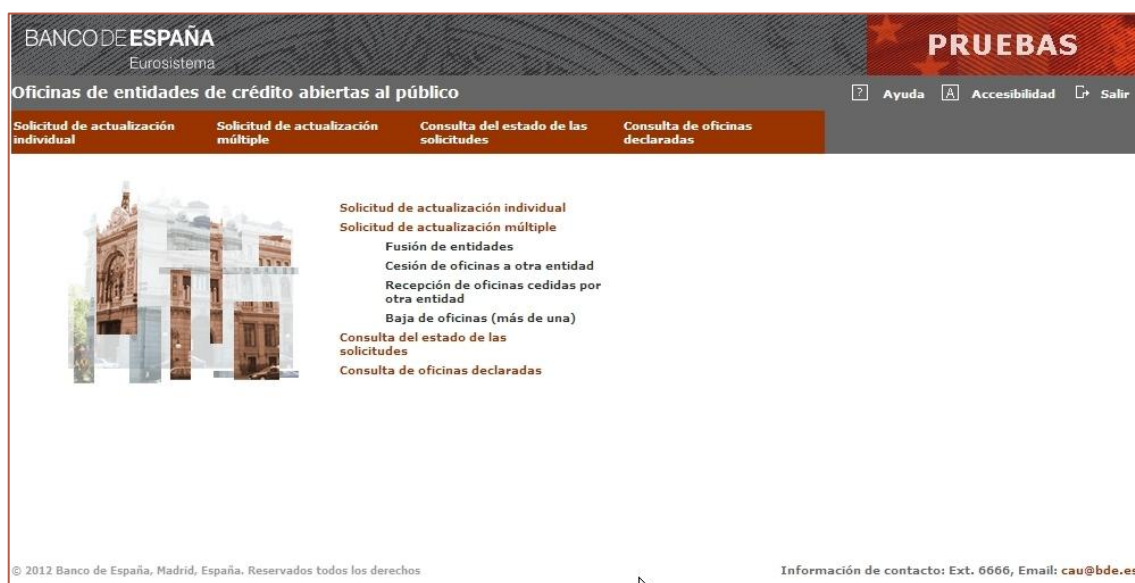 BANCODEESPAÑA
Eurosistema
PRUEBAS
Oficinas de entidades de crédito abiertas al público
? Ayuda A Accesibilidad Salir
Solicitud de actualización individual
Solicitud de actualización múltiple
Consulta del estado de las solicitudes
Consulta de oficinas declaradas
Solicitud de actualización individual
Solicitud de actualización múltiple
Fusión de entidades
Cesión de oficinas a otra entidad
Recepción de oficinas cedidas por
otra entidad
Baja de oficinas (más de una)
Consulta del estado de las
solicitudes
Consulta de oficinas declaradas
© 2012 Banco de España, Madrid, España. Reservados todos los derechos
Información de contacto: Ext. 6666, Email: cau@bde.es